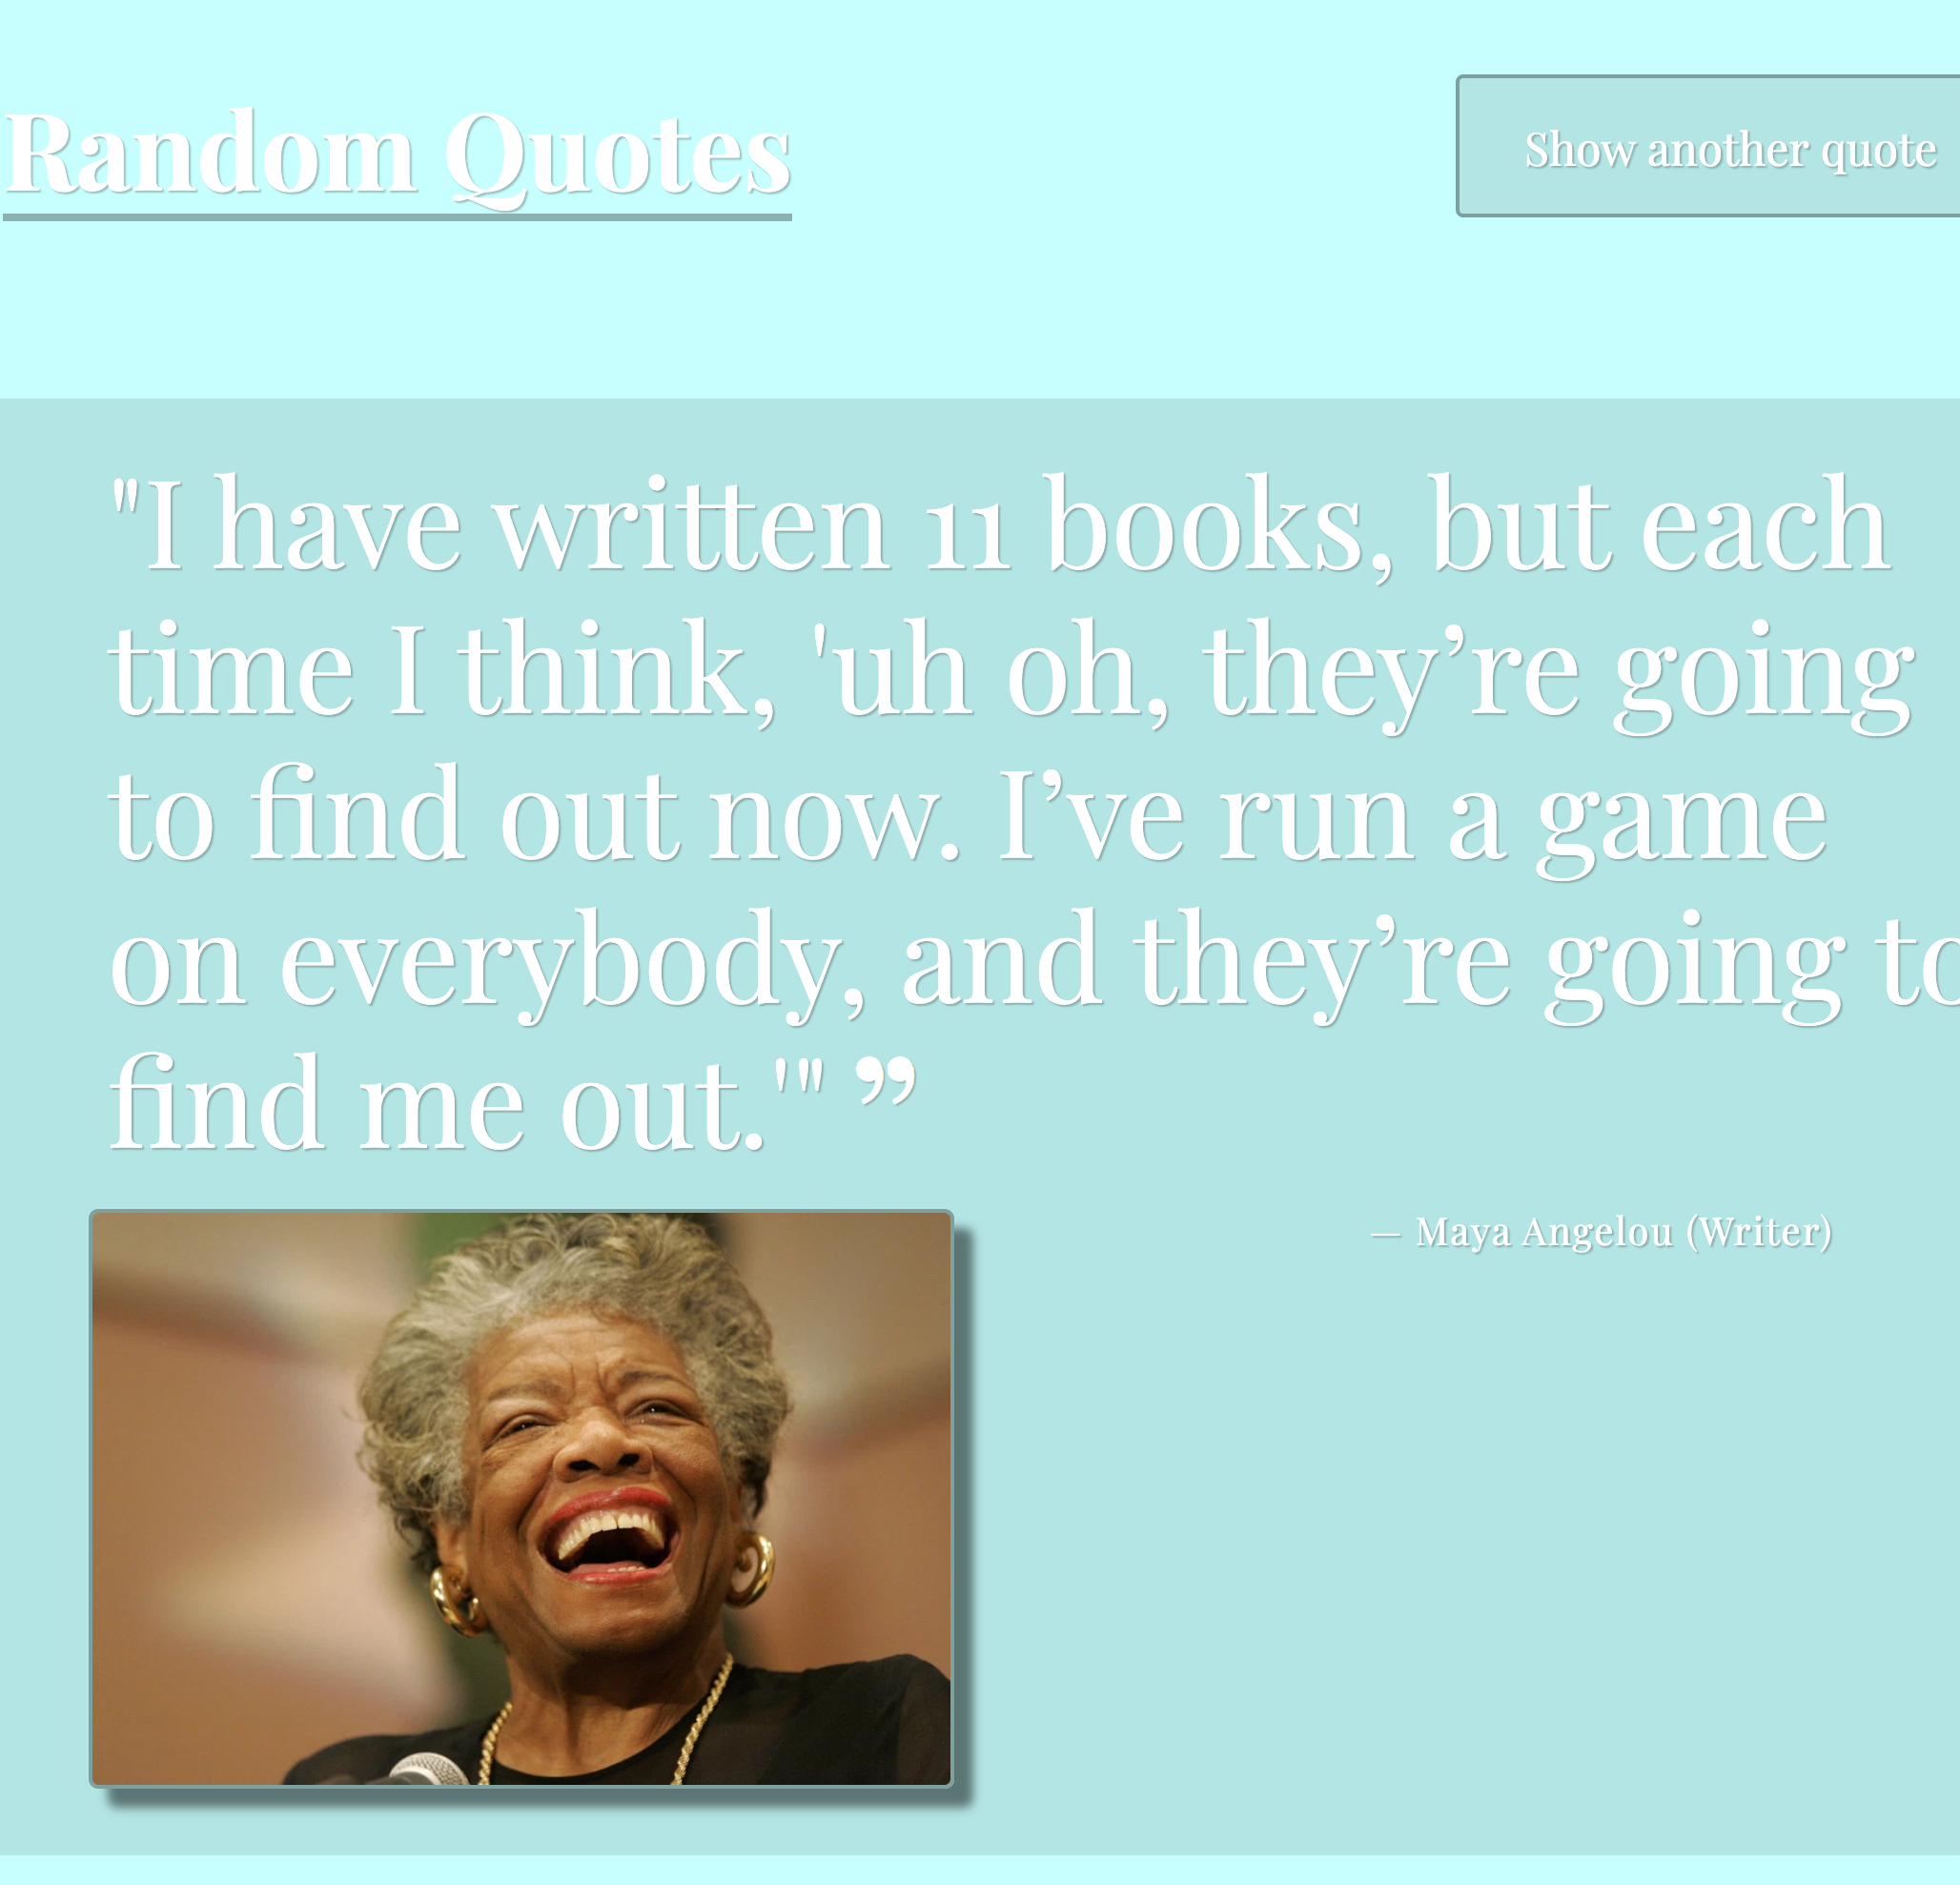 Random Quotes
Show another quote
"I have written 11 books, but each
time I think, 'uh oh, they’re going
to find out now. I’ve run a game
on everybody, and they’re going to
find me out.'" ”
— Maya Angelou (Writer)